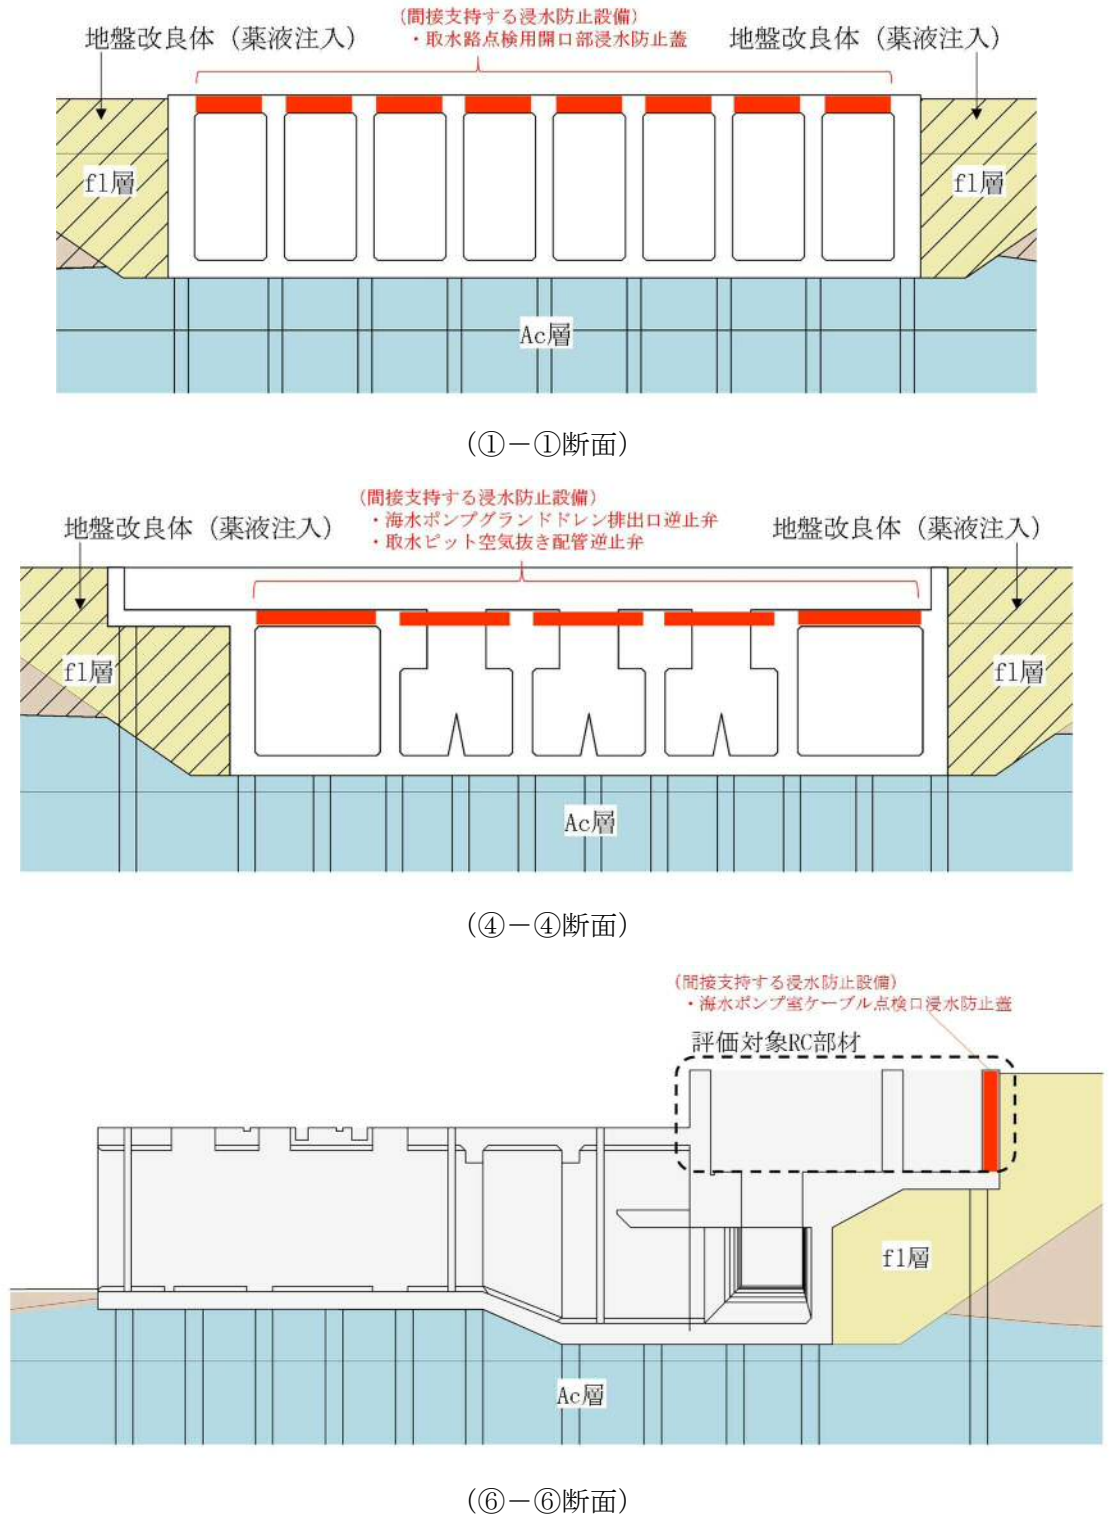 (間接支持する浸水防止設備)
・取水路点検用開口部浸水防止蓋
地盤改良体(薬液注入)
地盤改良体(薬液注入)
fl層
fl層
Ac層
(①－①断面)
(間接支持する浸水防止設備)
・海水ポンプグランドドレン排出口逆止弁
・取水ピット空気抜き配管逆止弁
地盤改良体(薬液注入)
地盤改良体(薬液注入)
fl層
fl層
Ac層
(④－④断面)
(間接支持する浸水防止設備)
・海水ポンプ室ケーブル点検口浸水防止蓋
評価対象RC部材
fl層
Ac層
(⑥－⑥断面)